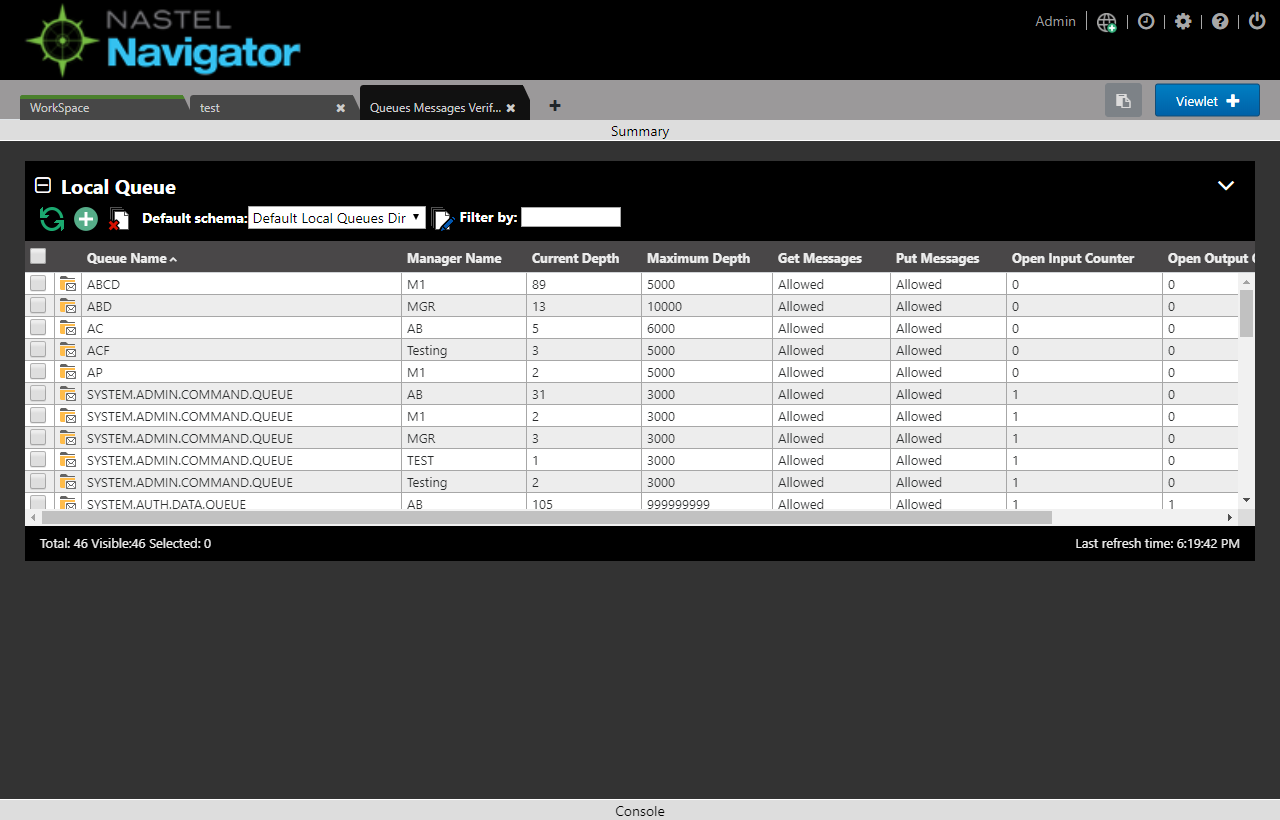 NASTEL
Navigator
Admin
WorkSpace
test
Queues Messages Verif...
Viewlet
Summary
Local Queue
Default schema: Default Local Queues Dir Filter by:
Queue Name Manager Name Current Depth Maximum Depth Get Messages Put Messages Open Input Counter Open Output
ABCD M1 89 5000 Allowed Allowed 0 0
ABD MGR 13 10000 Allowed Allowed 0 0
AC AB 5 6000 Allowed Allowed 0 0
ACF Testing 3 5000 Allowed Allowed 0 0
AP M1 2 5000 Allowed Allowed 0 0
SYSTEM.ADMIN.COMMAND.QUEUE AB 31 3000 Allowed Allowed 1 0
SYSTEM.ADMIN.COMMAND.QUEUE M1 2 3000 Allowed Allowed 1 0
SYSTEM.ADMIN.COMMAND.QUEUE MGR 3 3000 Allowed Allowed 1 0
SYSTEM.ADMIN.COMMAND.QUEUE TEST 1 3000 Allowed Allowed 1 0
SYSTEM.ADMIN.COMMAND.QUEUE Testing 2 3000 Allowed Allowed 1 0
SYSTEM.AUTH.DATA.QUEUE AB 105 999999999 Allowed Allowed 1 1
Total: 46 Visible:46 Selected: 0
Last refresh time: 6:19:42 PM
Console